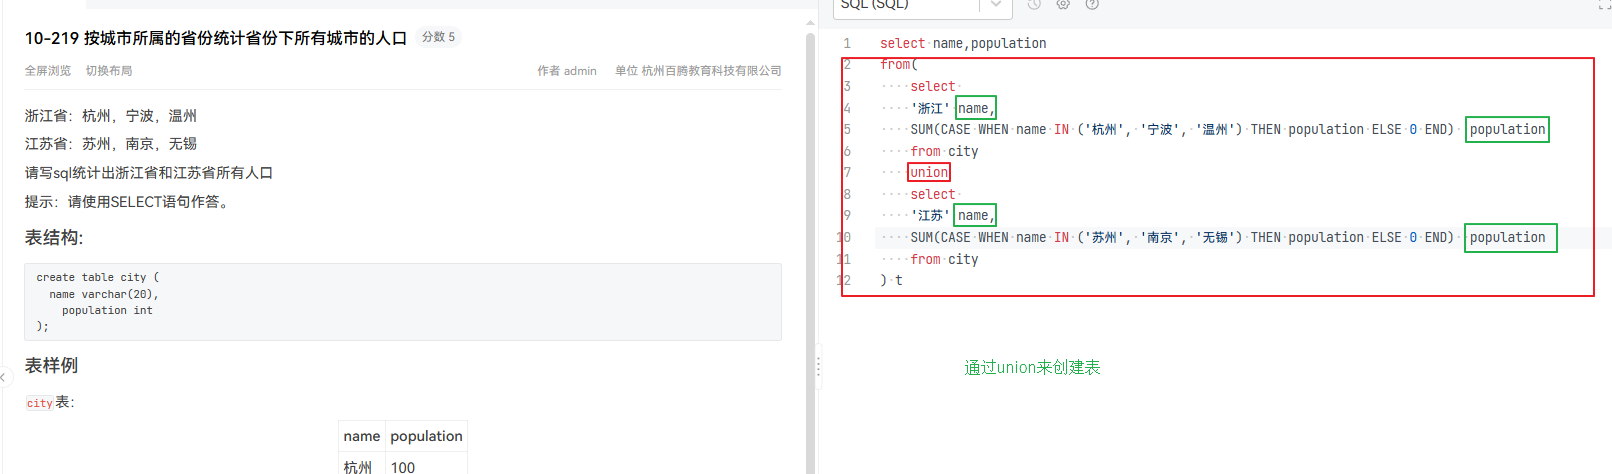 SQL (SQL)
10-219 按城市所属的省份统计省份下所有城市的人口 分数 5
全屏浏览 切换布局 作者 admin 单位 杭州百腾教育科技有限公司
浙江省：杭州，宁波，温州
江苏省：苏州，南京，无锡
请写sql统计出浙江省和江苏省所有人口
提示：请使用SELECT语句作答。
表结构:
create table city (
name varchar(20),
population int
);
表样例
city表：
name population
杭州 100
1 select name,population
2 from(
3 select
4 '浙江' name,
5 SUM(CASE WHEN name IN ('杭州', '宁波', '温州') THEN population ELSE 0 END) population
6 from city
7 union
8 select
9 '江苏' name,
10 SUM(CASE WHEN name IN ('苏州', '南京', '无锡') THEN population ELSE 0 END) population
11 from city
12 ) t
通过union来创建表